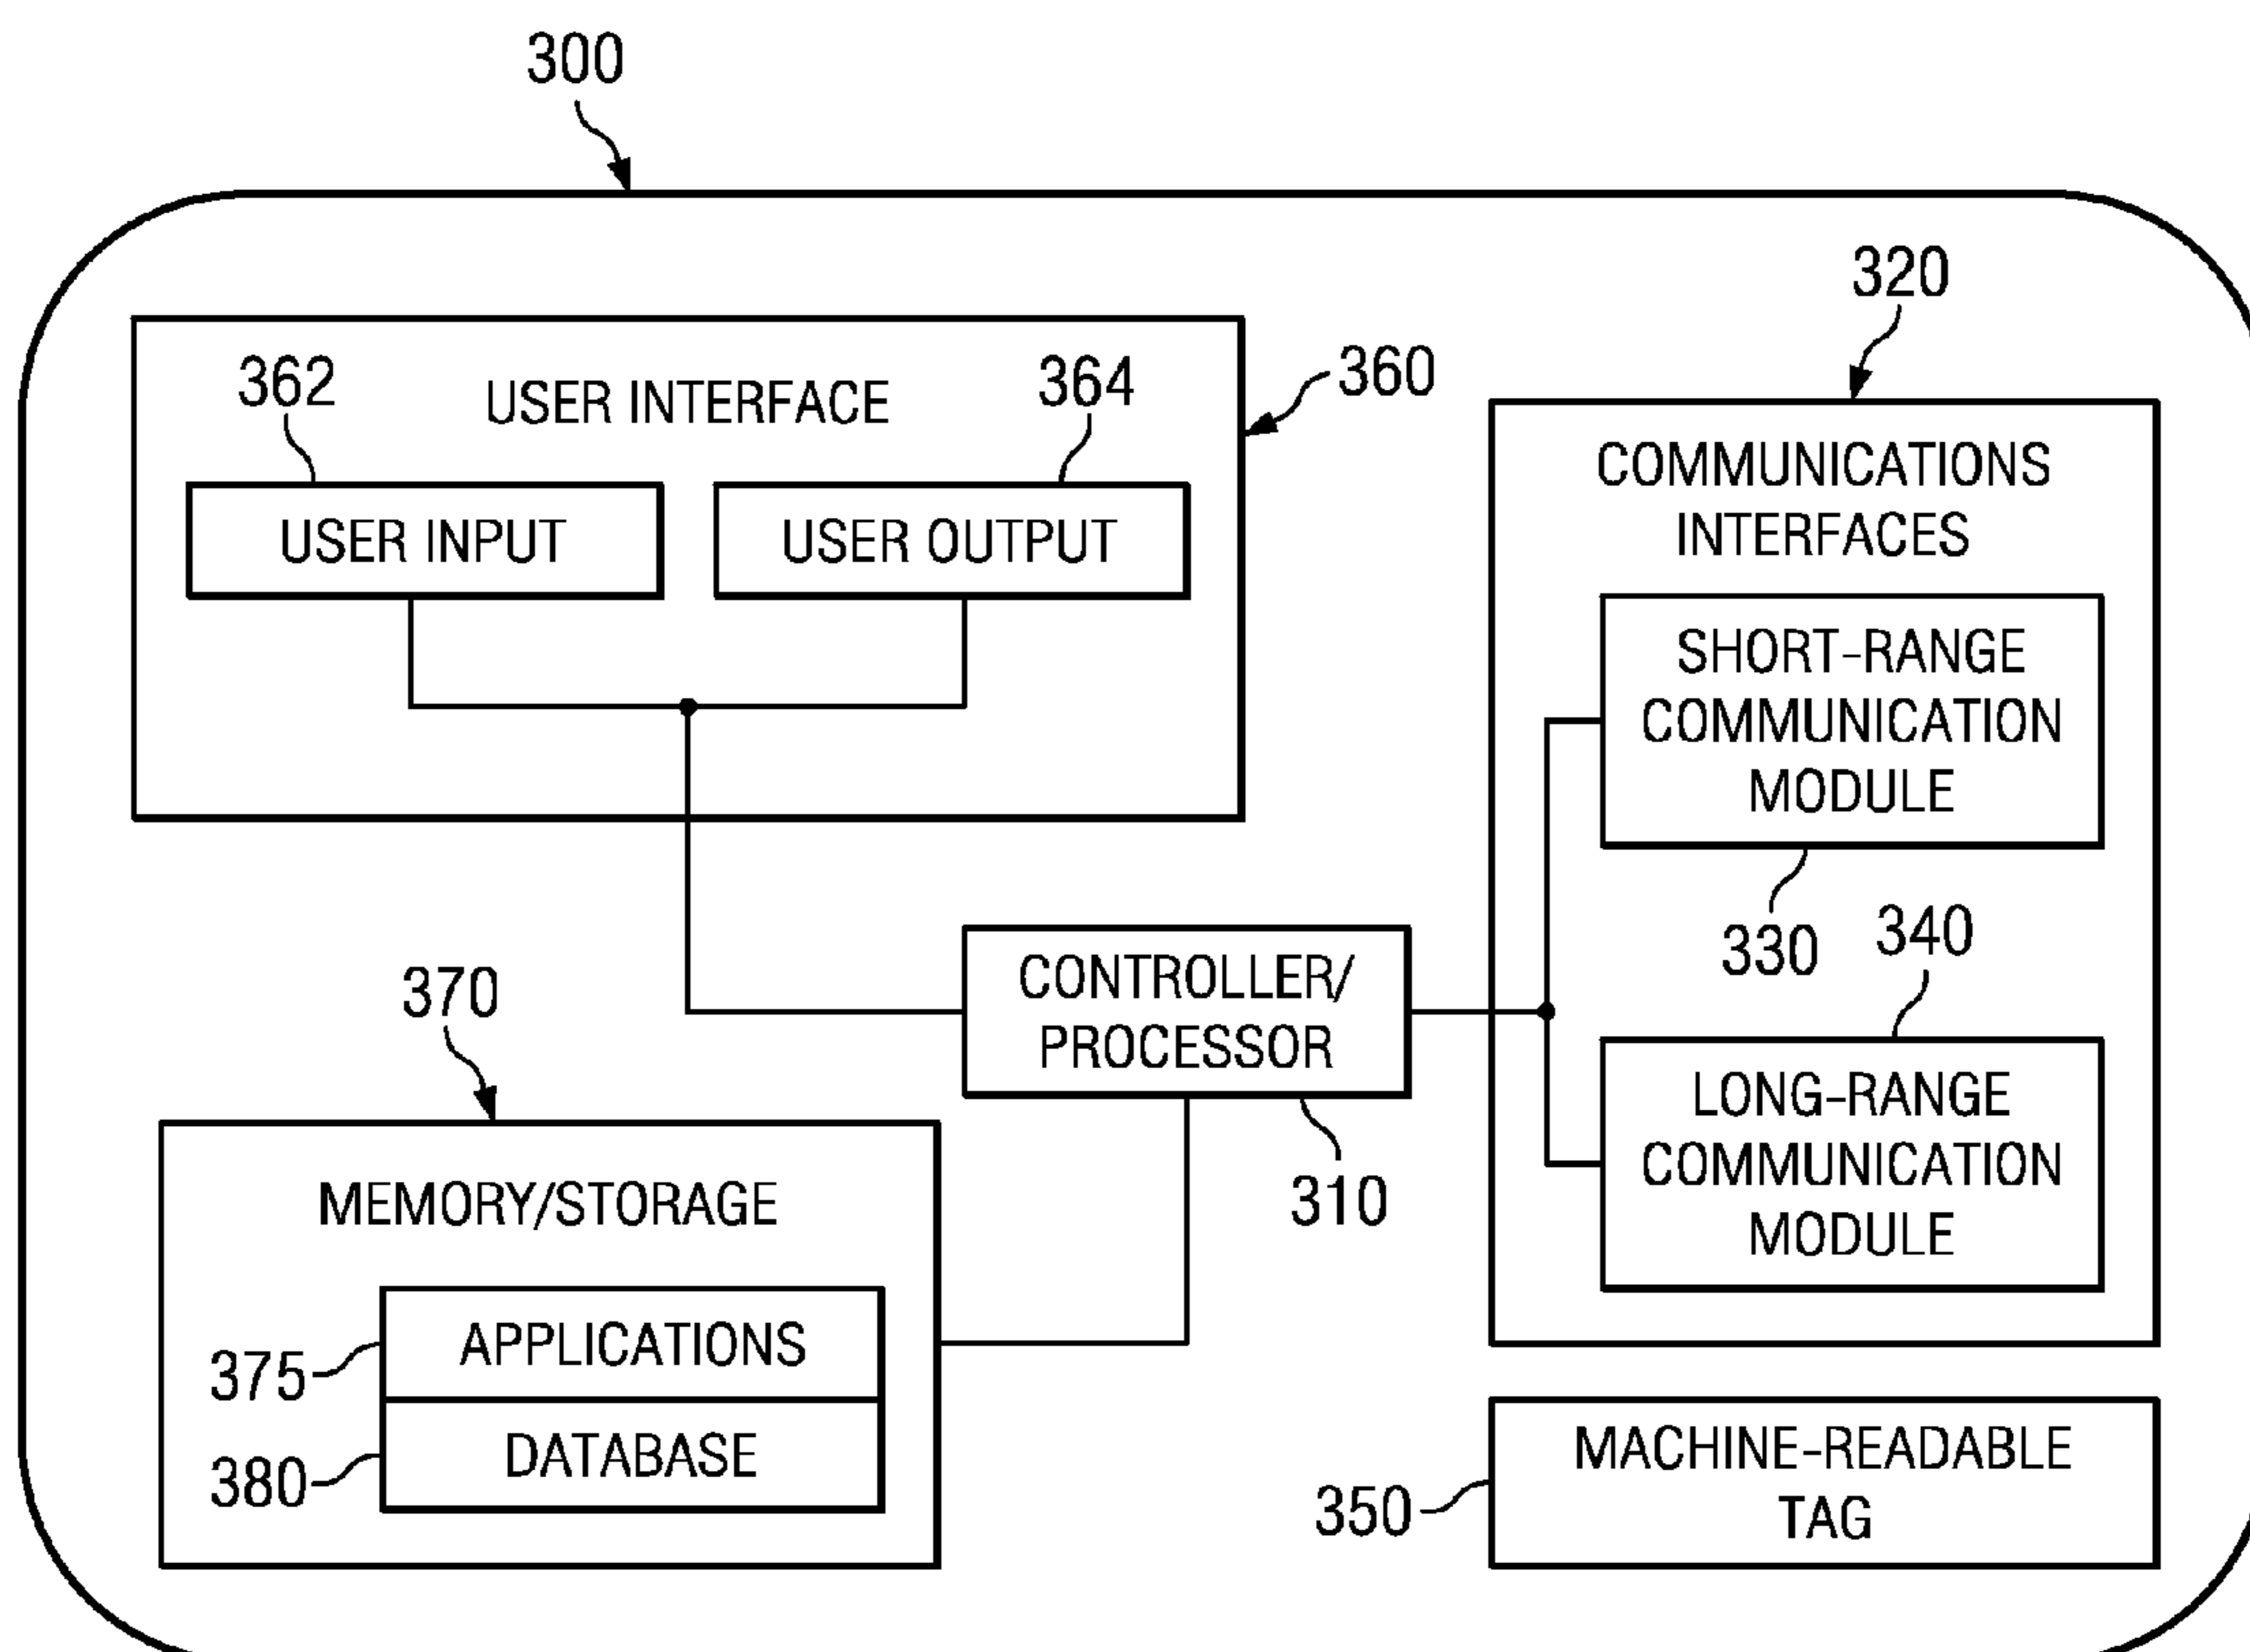 300
320
362
USER INTERFACE
364
360
USER INPUT
USER OUTPUT
COMMUNICATIONS
INTERFACES
SHORT-RANGE
COMMUNICATION
MODULE
330
340
CONTROLLER/
PROCESSOR
310
LONG-RANGE
COMMUNICATION
MODULE
370
MEMORY/STORAGE
375
APPLICATIONS
380
DATABASE
350
MACHINE-READABLE
TAG